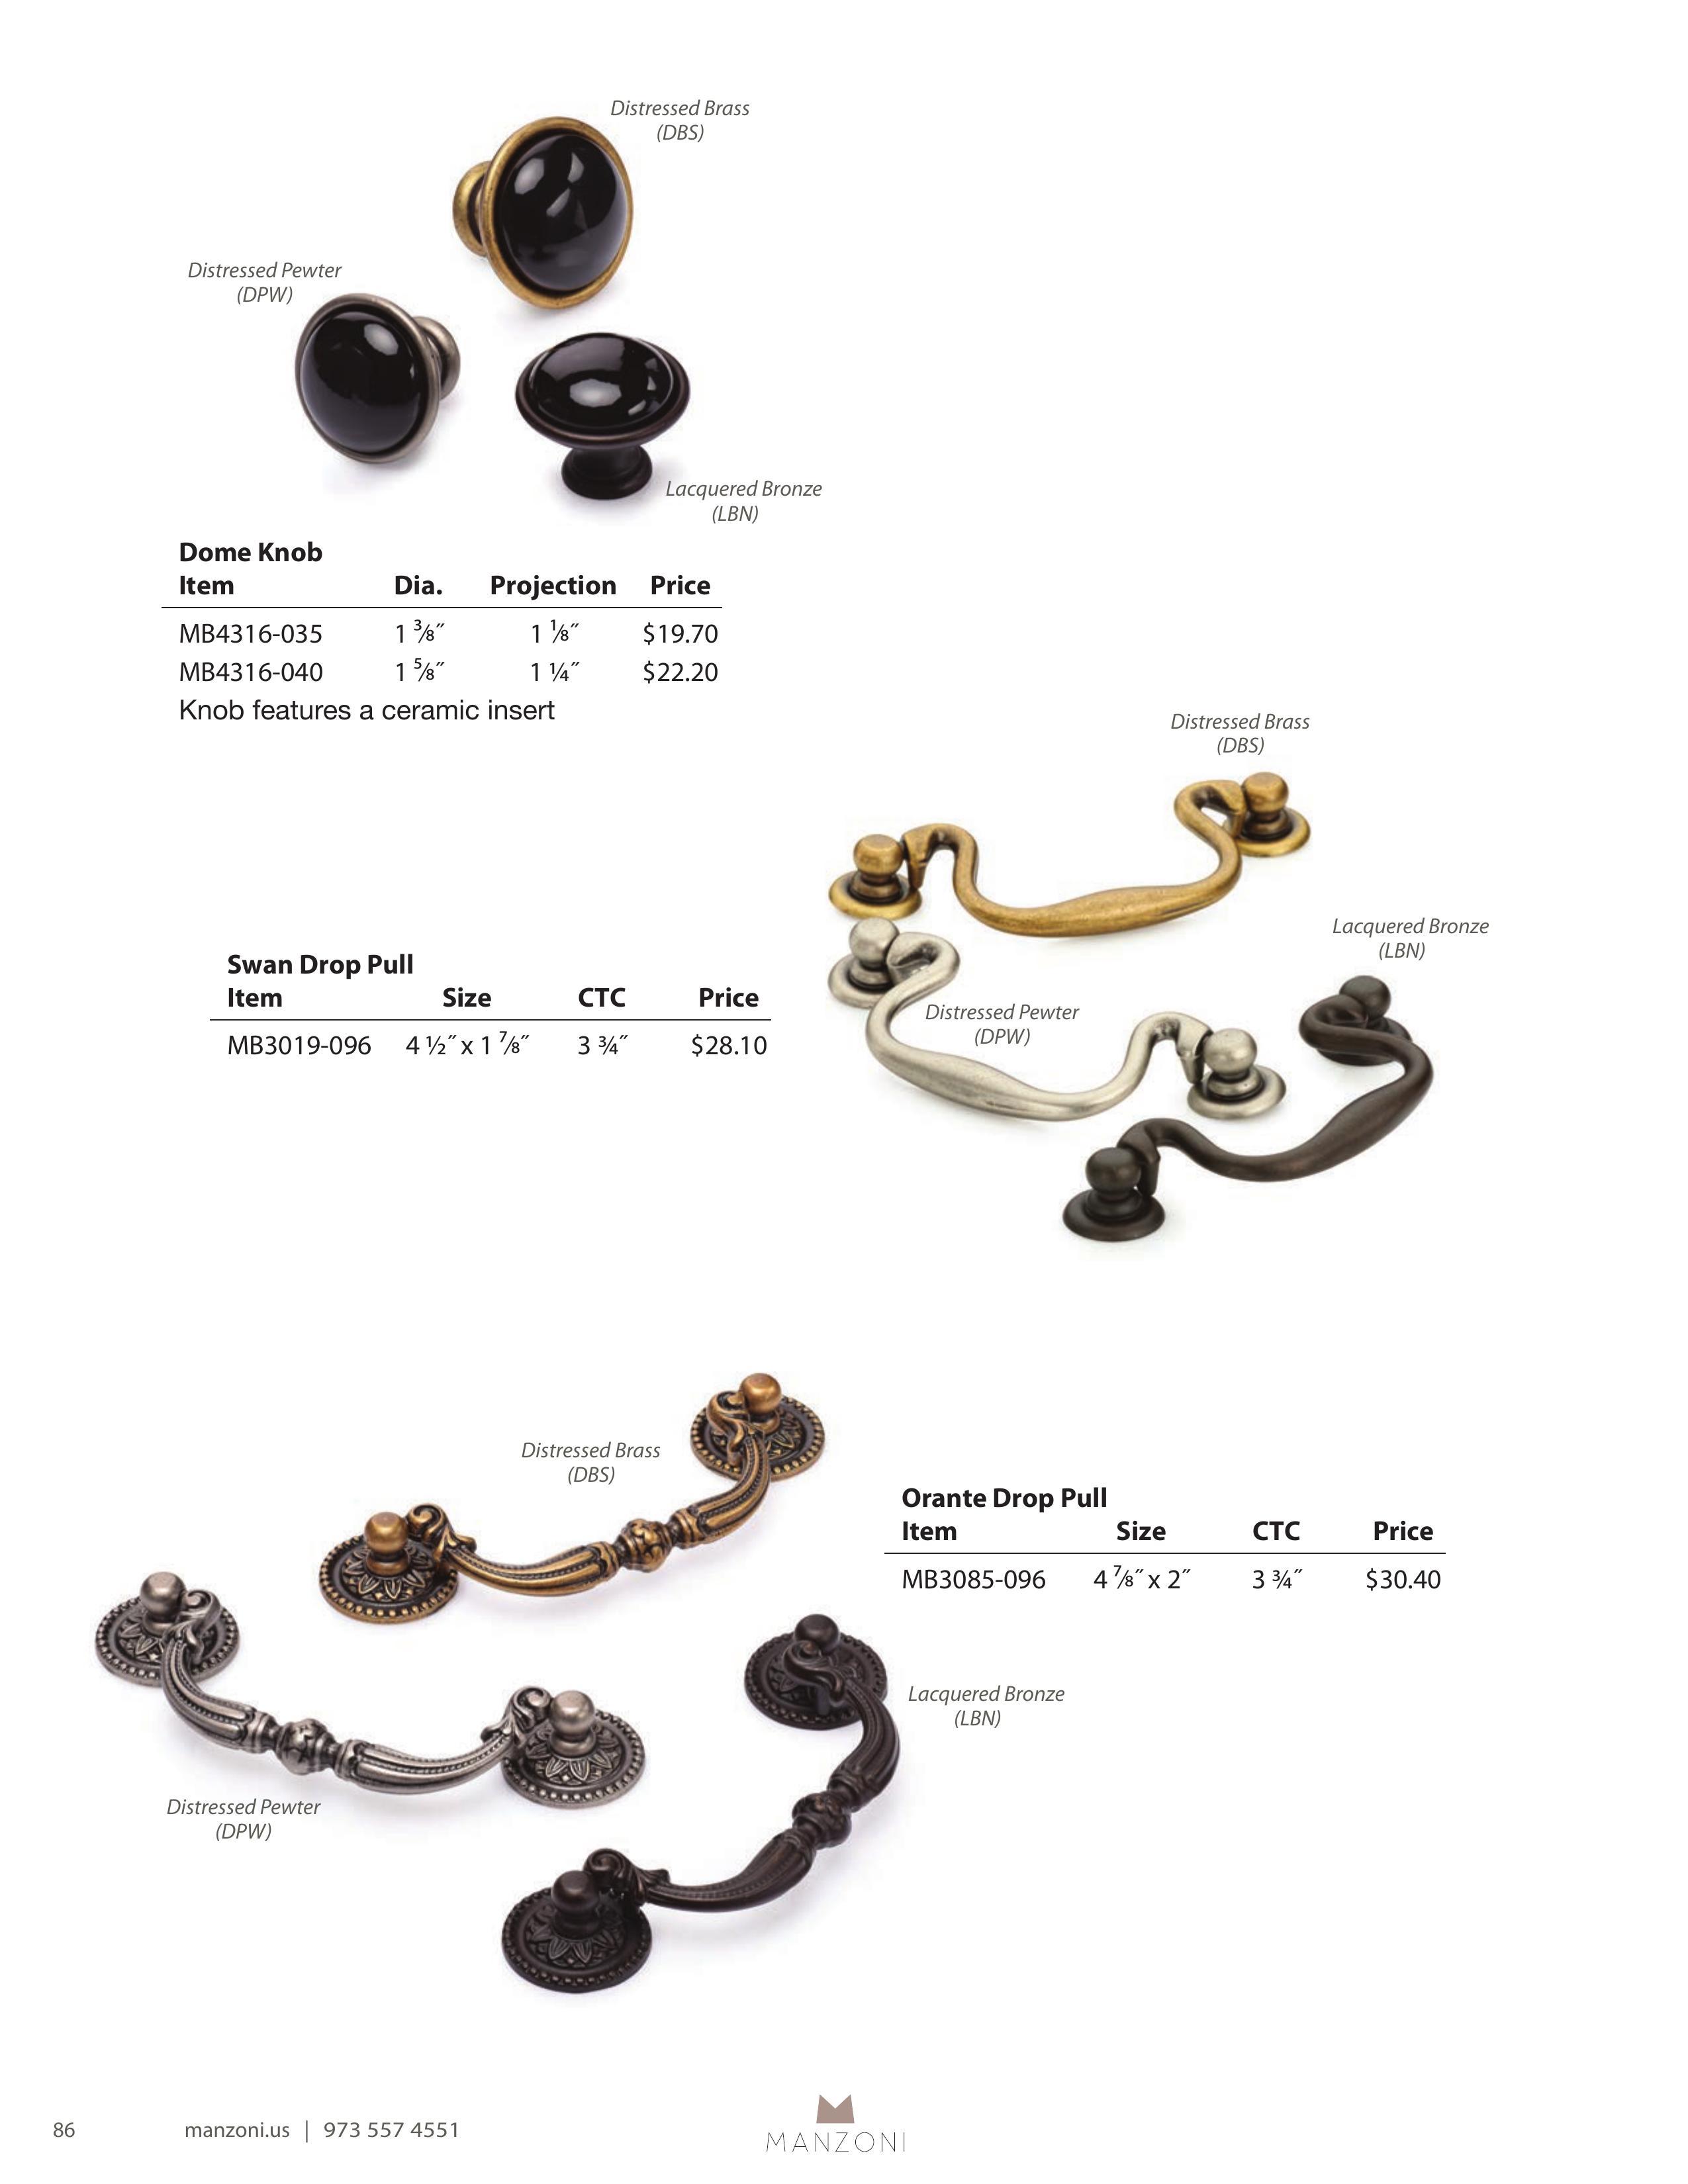 Distressed Brass
(DBS)
Distressed Pewter
(DPW)
Lacquered Bronze
(LBN)
Dome Knob
Item Dia. Projection Price
MB4316-035 1 ⅜˝ 1 ⅛˝ $19.70
MB4316-040 1 ⅝˝ 1 ¼˝ $22.20
Knob features a ceramic insert
Distressed Brass
(DBS)
Lacquered Bronze
(LBN)
Distressed Pewter
(DPW)
Swan Drop Pull
Item Size CTC Price
MB3019-096 4 ½˝ x 1 ⅞˝ 3 ¾˝ $28.10
Distressed Brass
(DBS)
Orante Drop Pull
Item Size CTC Price
MB3085-096 4 ⅞˝ x 2˝ 3 ¾˝ $30.40
Lacquered Bronze
(LBN)
Distressed Pewter
(DPW)
86 manzoni.us | 973 557 4551
MANZONI